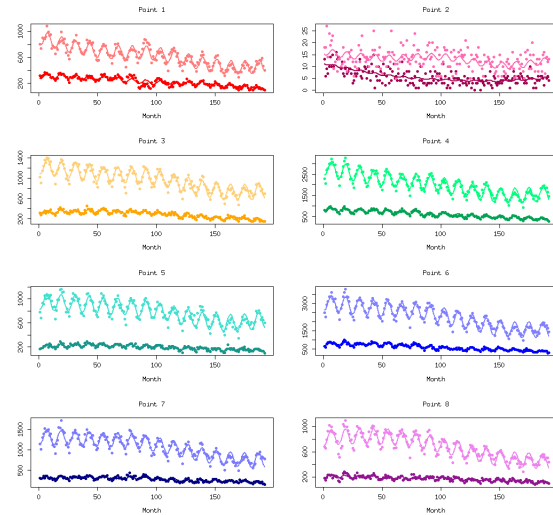 Point 1
Point 2
1000
600
200
0 50 100 150
Month
25
20
15
10
5
0
0 50 100 150
Month
Point 3
Point 4
1400
1000
600
200
0 50 100 150
Month
2500
1500
500
0 50 100 150
Month
Point 5
Point 6
1000
600
200
0 50 100 150
Month
3000
1500
500
0 50 100 150
Month
Point 7
Point 8
1500
1000
500
0 50 100 150
Month
1000
600
200
0 50 100 150
Month